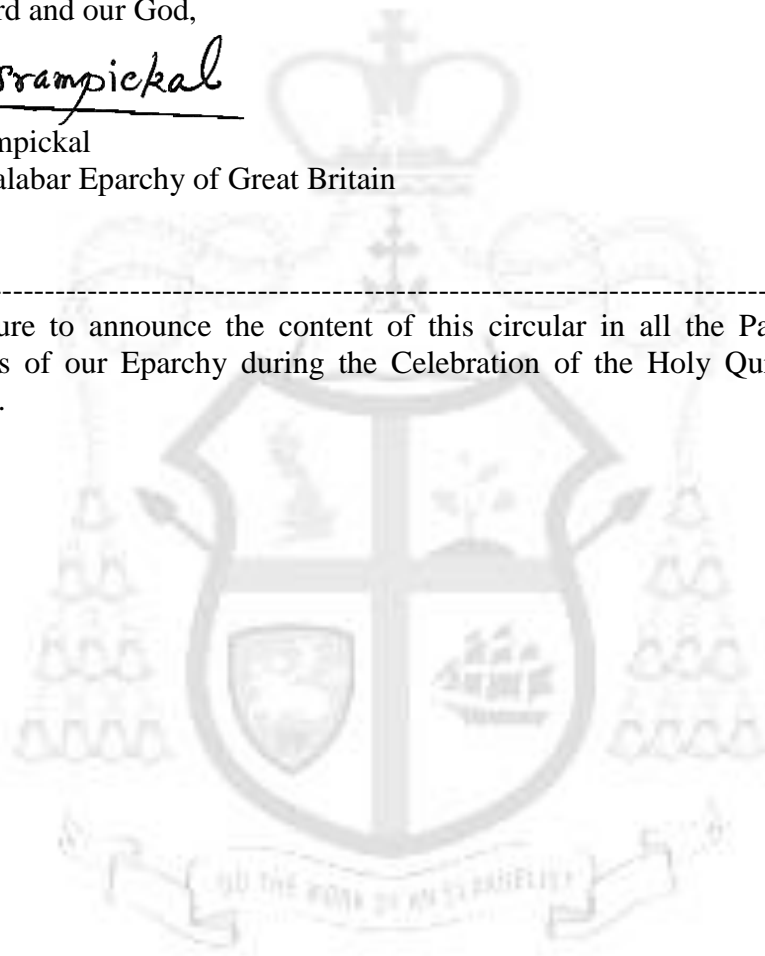 rd and our God,
srampickal
mpickal
alabar Eparchy of Great Britain
--------------------------------------------------------------------------------
ure to announce the content of this circular in all the Pa
s of our Eparchy during the Celebration of the Holy Qu
.
DO THE WORK OF AN EVANGELIST